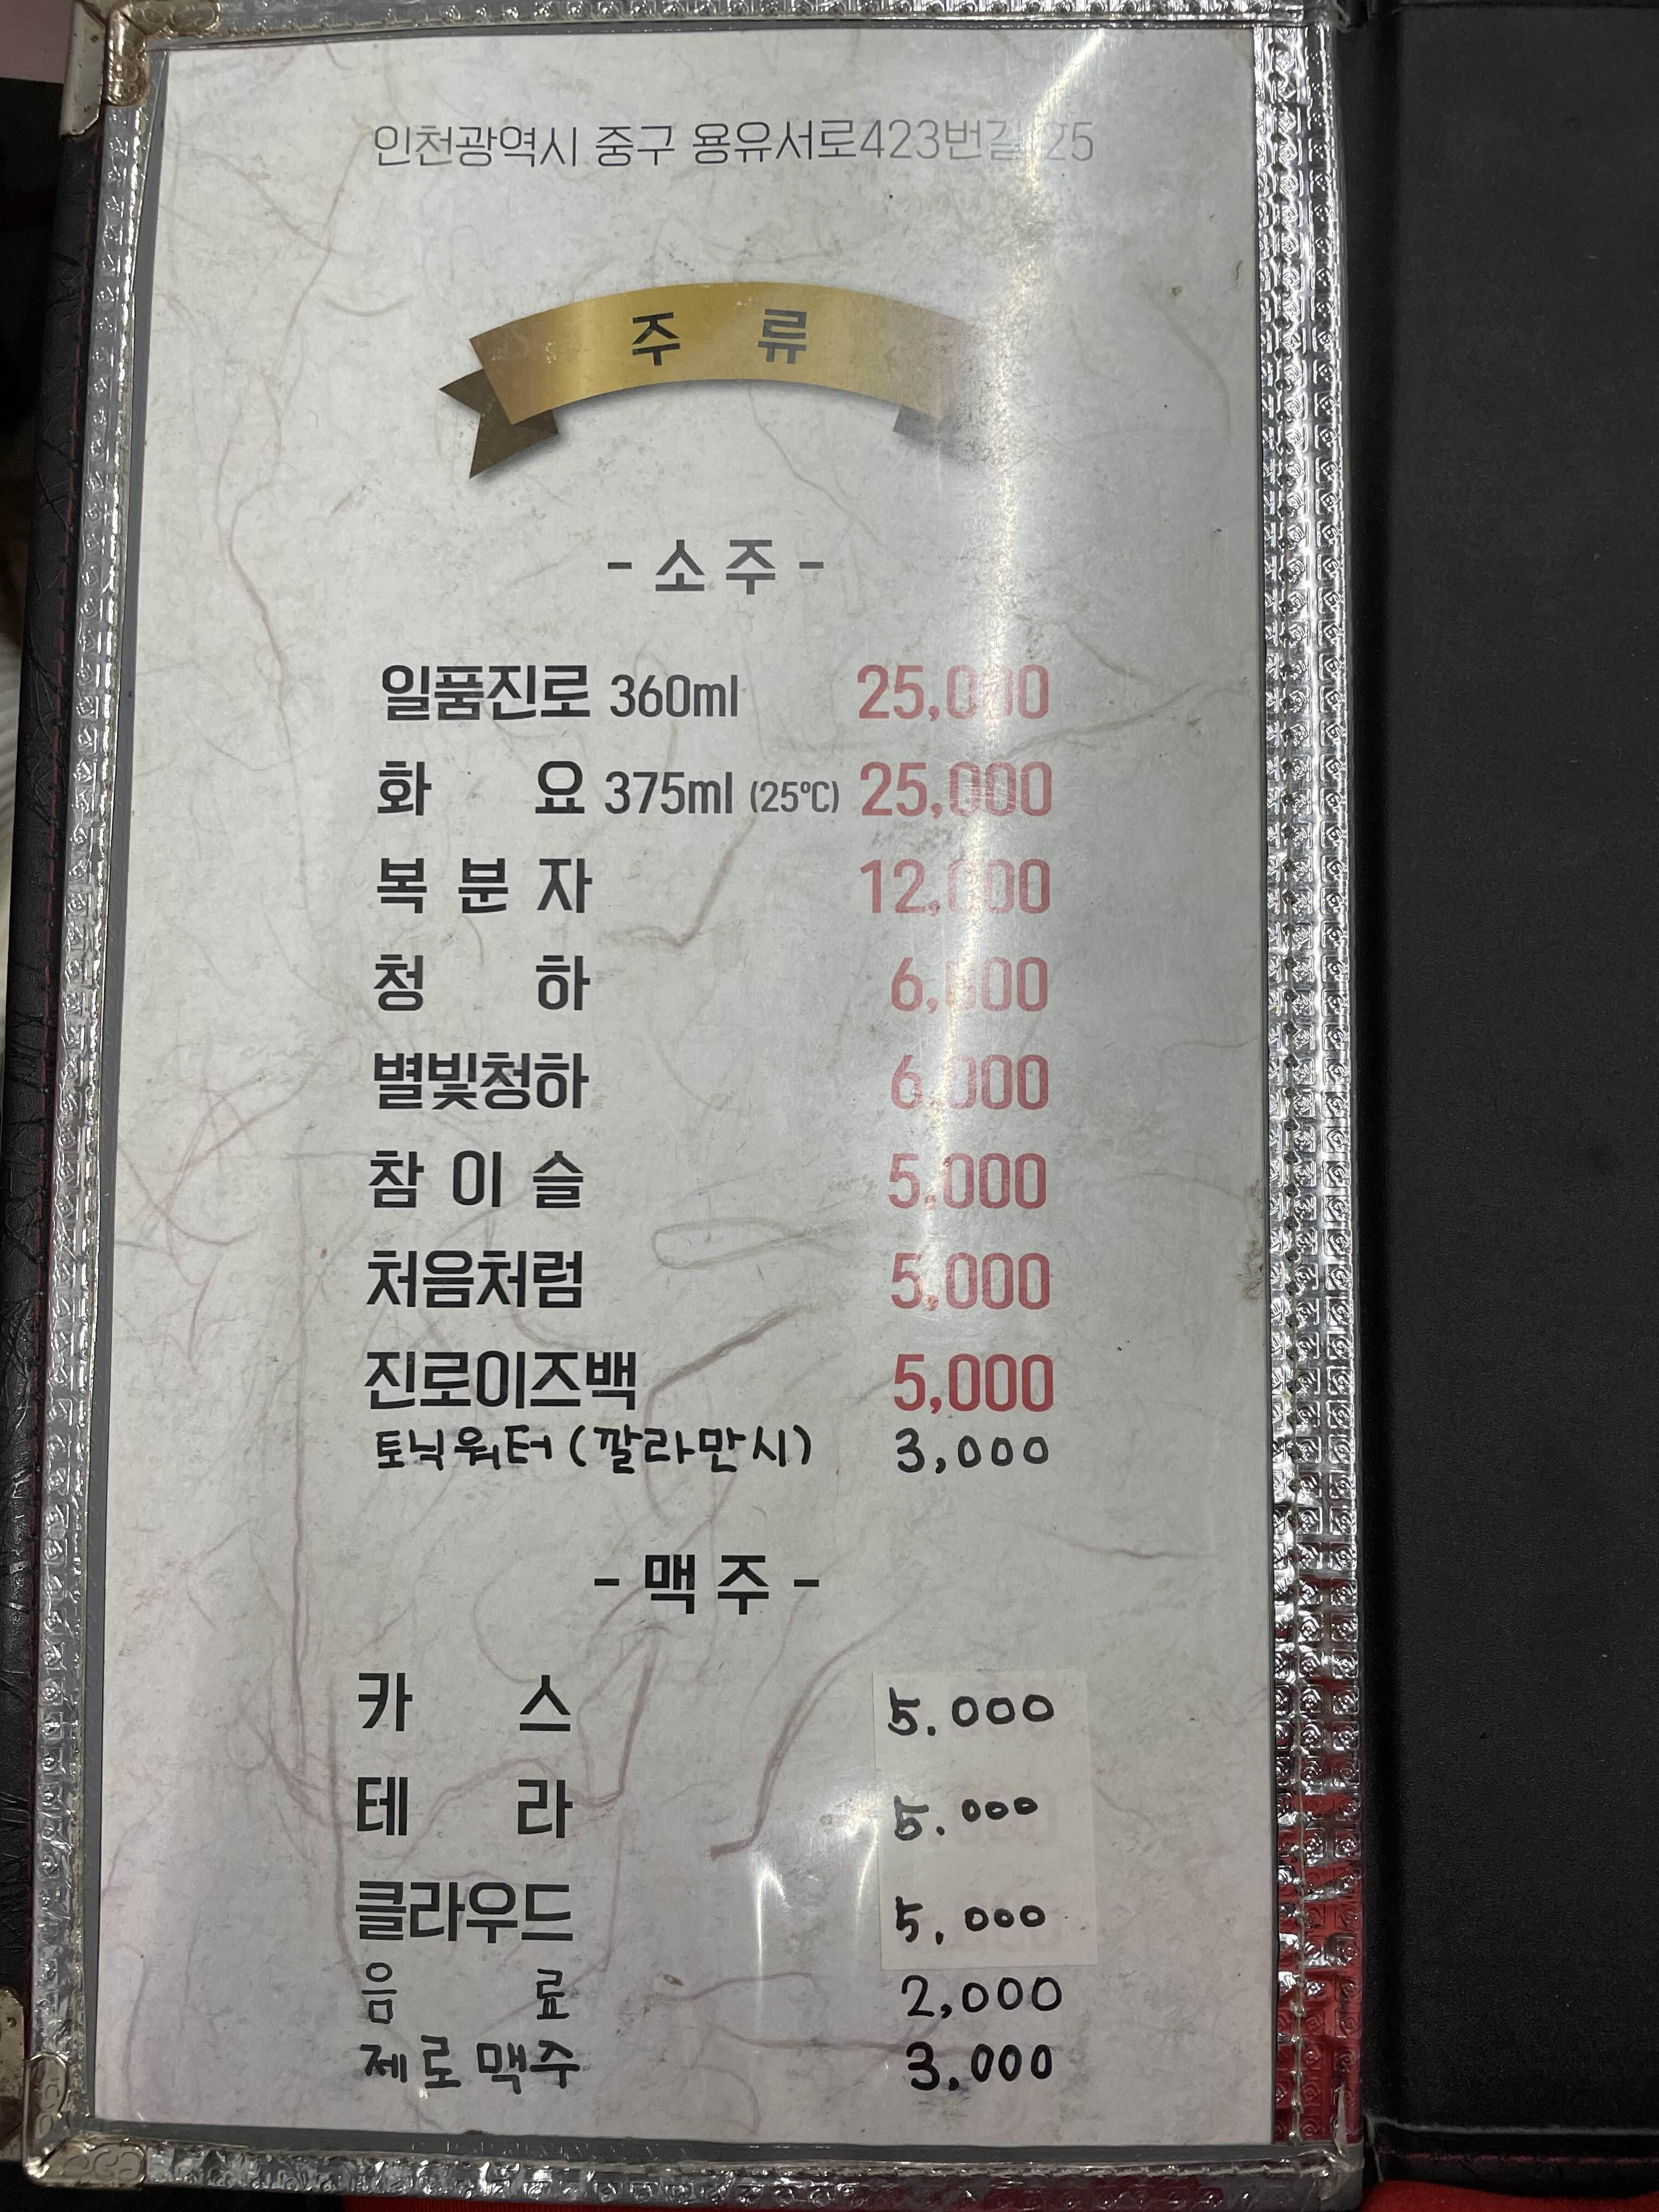 인천광역시 중구 용유서로423번길 25
주 류
- 소 주 -
일품진로 360ml 25,000
화 요 375ml (25℃) 25,000
복 분 자 12,000
청 하 6,000
별빛청하 6,000
참 이 슬 5,000
처음처럼 5,000
진로이즈백 5,000
토닉워터 (깔라만시) 3,000
- 맥 주 -
카 스 5.000
테 라 5.000
클라우드 5.000
음 료 2,000
제로맥주 3.000